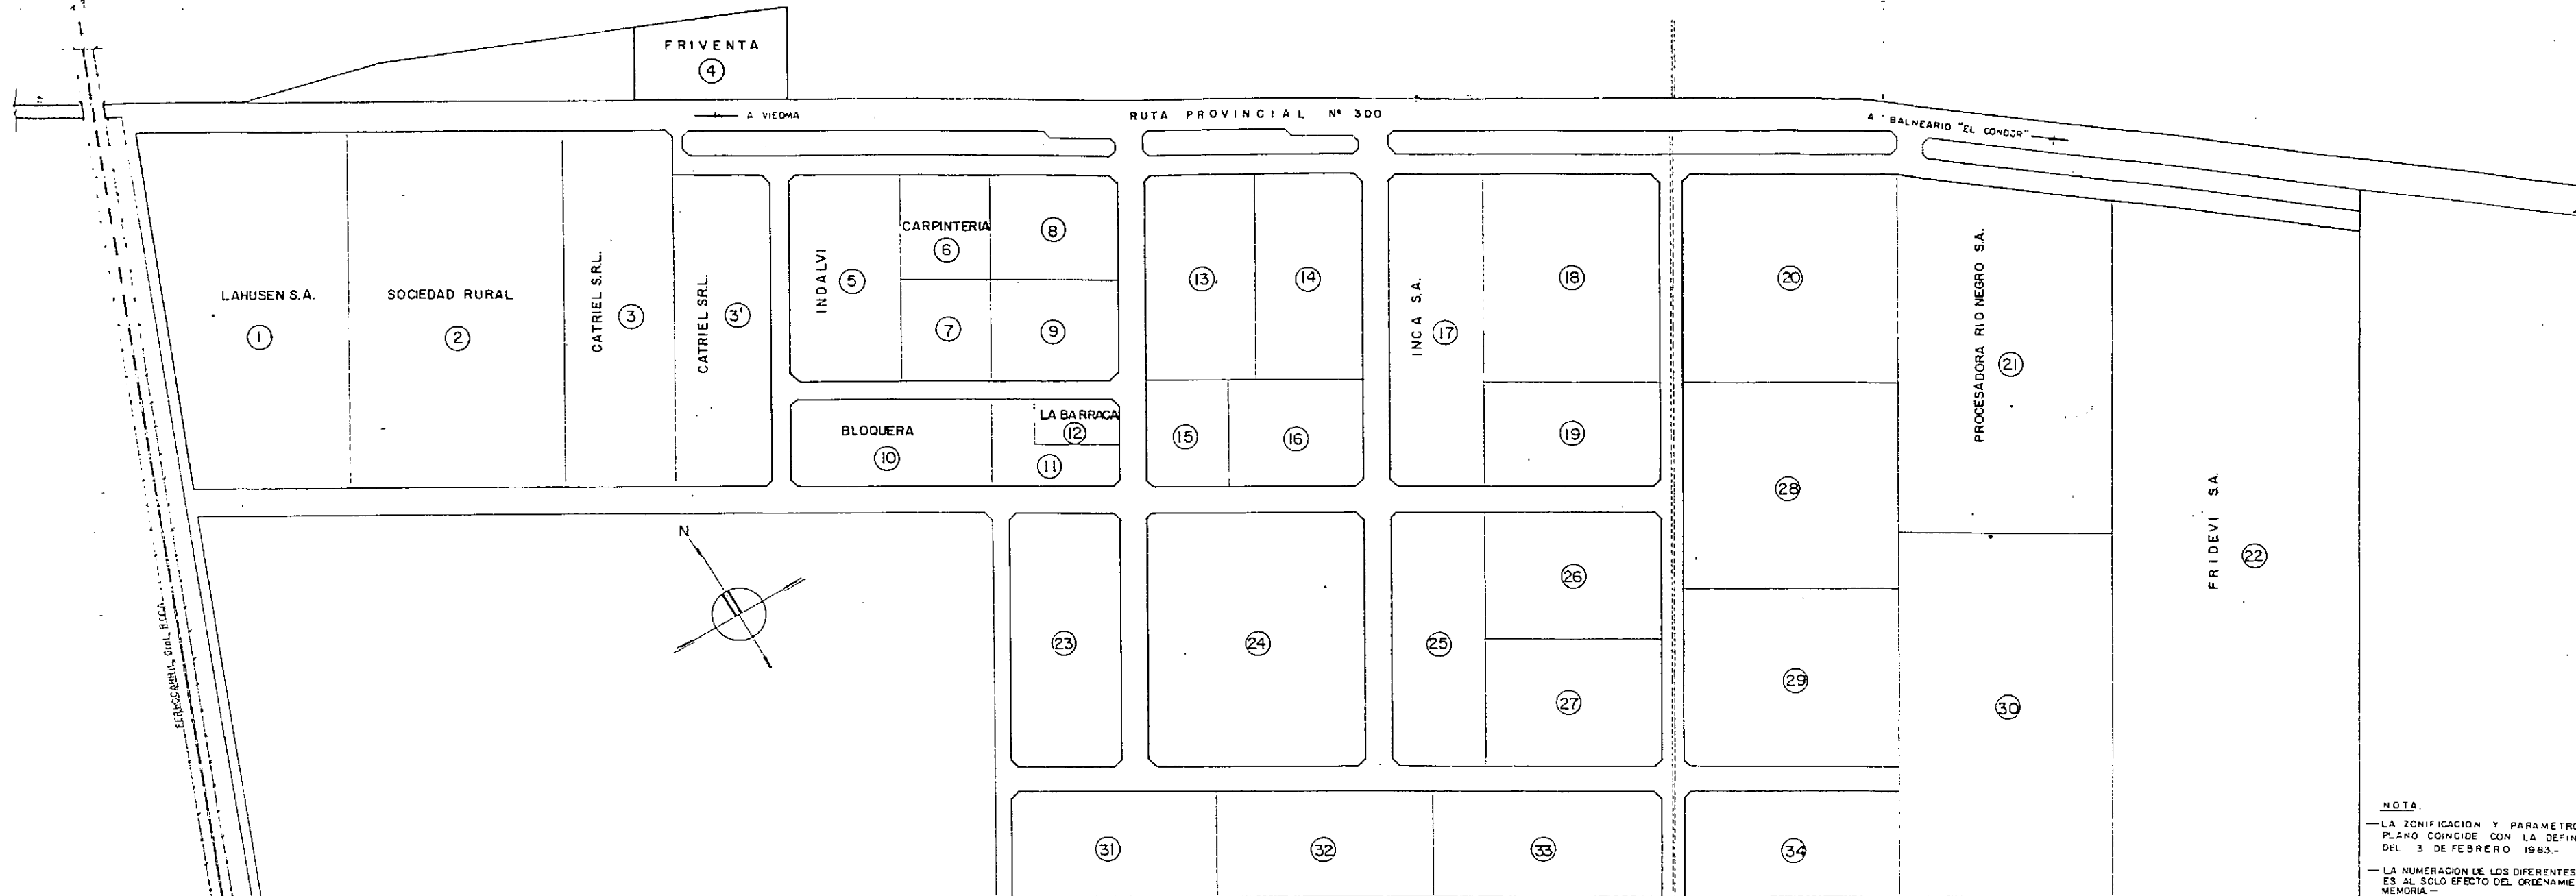 FRIVENTA
4
A VIEDMA
RUTA PROVINCIAL Nº 300
A BALNEARIO "EL CONDOR"
LAHUSEN S.A.
1
SOCIEDAD RURAL
2
CATRIEL S.R.L.
3
CATRIEL SRL.
3'
INDALVI
5
CARPINTERIA
6
7
8
9
BLOQUERA
10
LA BARRACA
12
11
13
14
15
16
INCA S.A.
17
18
19
20
PROCESADORA RIO NEGRO S.A.
21
FRIDEVI S.A.
22
N
23
24
25
26
27
28
29
30
31
32
33
34
FERROCARRIL Gral. ROCA
NOTA.
—LA ZONIFICACION Y PARAMETRO
PLANO COINCIDE CON LA DEFIN
DEL 3 DE FEBRERO 1983.-
—LA NUMERACION DE LOS DIFERENTES
ES AL SOLO EFECTO DEL ORDENAMIE
MEMORIA.—